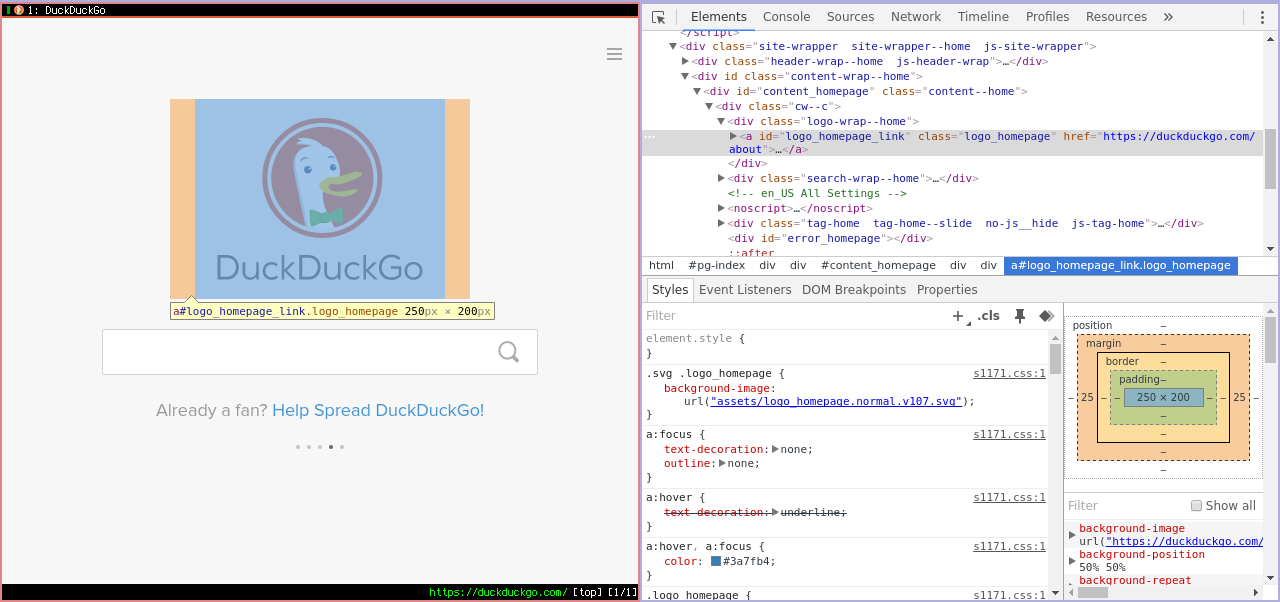 1: DuckDuckGo
DuckDuckGo
a#logo_homepage_link.logo_homepage 250px × 200px
Already a fan? Help Spread DuckDuckGo!
https://duckduckgo.com/ [top] [1/1]
Elements Console Sources Network Timeline Profiles Resources »
</script>
▼<div class="site-wrapper  site-wrapper--home  js-site-wrapper">
▶<div class="header-wrap--home  js-header-wrap">…</div>
▼<div id class="content-wrap--home">
▼<div id="content_homepage" class="content--home">
▼<div class="cw--c">
▼<div class="logo-wrap--home">
▶<a id="logo_homepage_link" class="logo_homepage" href="https://duckduckgo.com/
about">…</a>
</div>
▶<div class="search-wrap--home">…</div>
<!-- en_US All Settings -->
▶<noscript>…</noscript>
▶<div class="tag-home  tag-home--slide  no-js__hide  js-tag-home">…</div>
<div id="error_homepage"></div>
::after
html #pg-index div div #content_homepage div div a#logo_homepage_link.logo_homepage
Styles Event Listeners DOM Breakpoints Properties
Filter + .cls
element.style {
}
.svg .logo_homepage { s1171.css:1
background-image:
url("assets/logo_homepage.normal.v107.svg");
}
a:focus { s1171.css:1
text-decoration:▶none;
outline:▶none;
}
a:hover { s1171.css:1
text-decoration:▶underline;
}
a:hover, a:focus { s1171.css:1
color: #3a7fb4;
}
.logo_homepage { s1171.css:1
position –
margin –
border –
padding –
– 25 – – 250 × 200 – – 25 –
–
–
–
–
Filter Show all
▶background-image
url("https://duckduckgo.com/
▶background-position
50% 50%
▶background-repeat